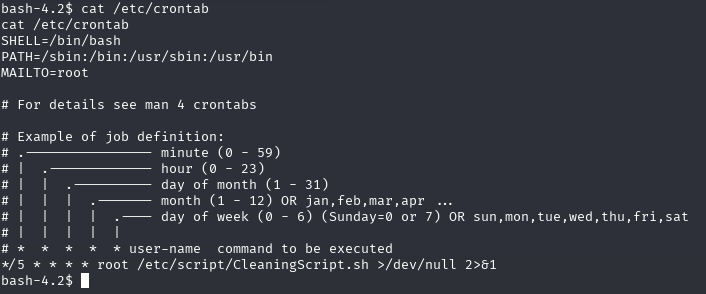 bash-4.2$ cat /etc/crontab
cat /etc/crontab
SHELL=/bin/bash
PATH=/sbin:/bin:/usr/sbin:/usr/bin
MAILTO=root
# For details see man 4 crontabs
# Example of job definition:
# .---------------- minute (0 - 59)
# |  .------------- hour (0 - 23)
# |  |  .---------- day of month (1 - 31)
# |  |  |  .------- month (1 - 12) OR jan,feb,mar,apr ...
# |  |  |  |  .---- day of week (0 - 6) (Sunday=0 or 7) OR sun,mon,tue,wed,thu,fri,sat
# |  |  |  |  |
# *  *  *  *  * user-name  command to be executed
*/5 * * * * root /etc/script/CleaningScript.sh >/dev/null 2>&1
bash-4.2$